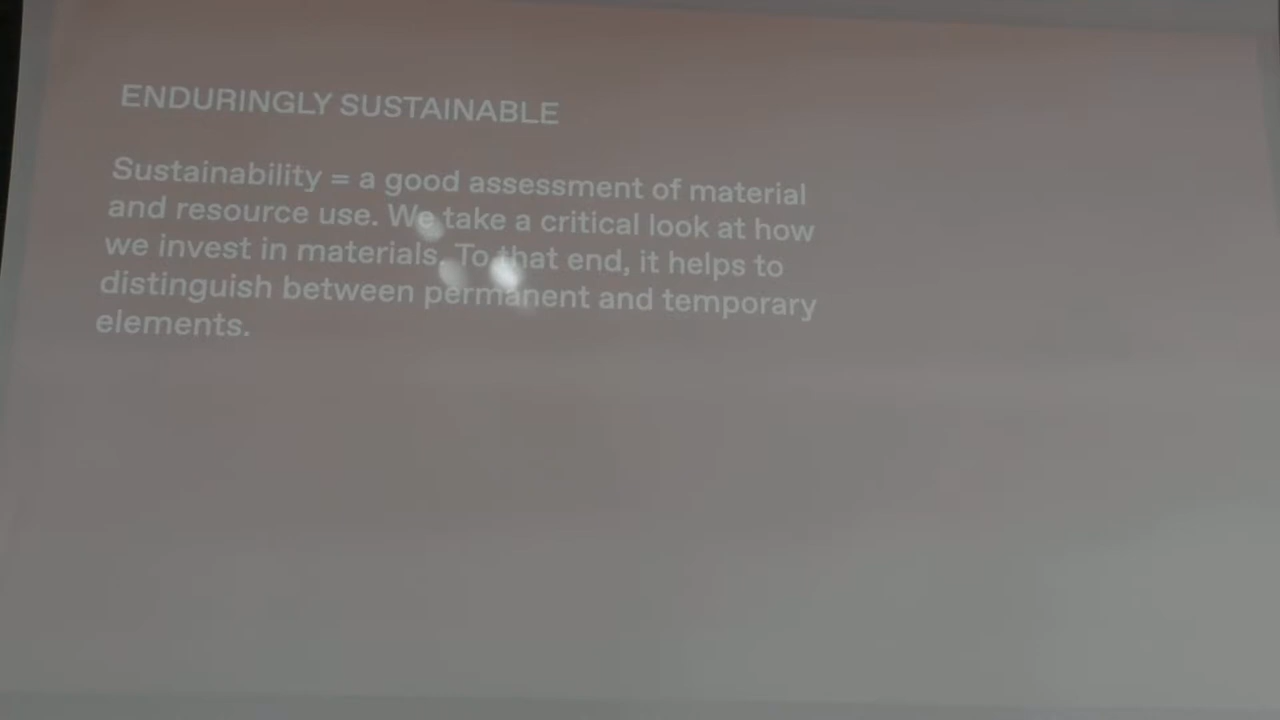 ENDURINGLY SUSTAINABLE
Sustainability = a good assessment of material
and resource use. We take a critical look at how
we invest in materials. To that end, it helps to
distinguish between permanent and temporary
elements.